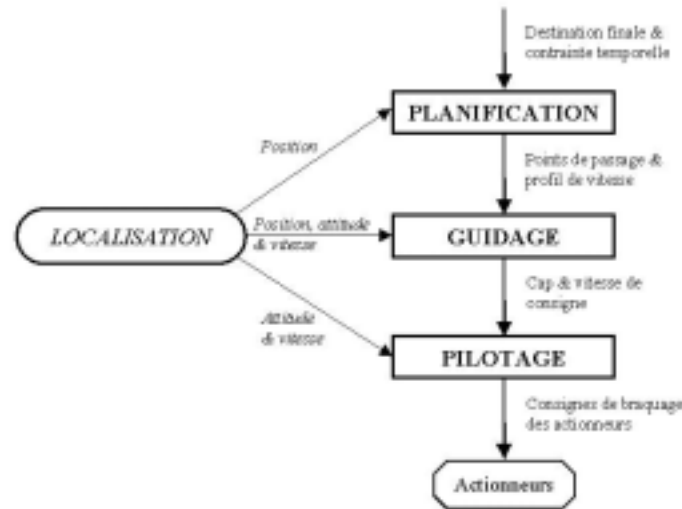 Destination finale &
contrainte temporelle
PLANIFICATION
Position
Points de passage &
profil de vitesse
LOCALISATION
Position, attitude
& vitesse
GUIDAGE
Cap & vitesse de
consigne
Attitude
& vitesse
PILOTAGE
Consignes de braquage
des actionneurs
Actionneurs